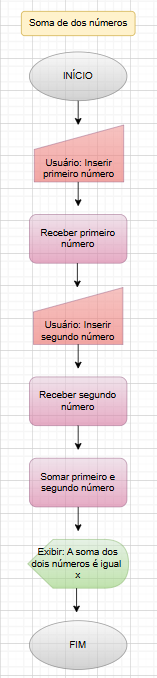 Soma de dos números
INÍCIO
Usuário: Inserir
primeiro número
Receber primeiro
número
Usuário: Inserir
segundo número
Receber segundo
número
Somar primeiro e
segundo número
Exibir: A soma dos
dois números é igual
x
FIM